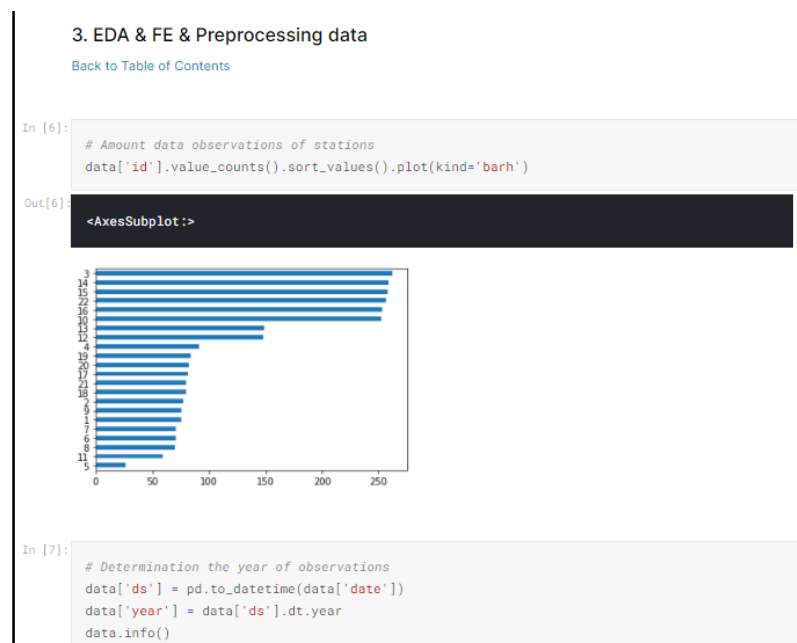 3. EDA & FE & Preprocessing data
Back to Table of Contents
In [6]:
# Amount data observations of stations
data['id'].value_counts().sort_values().plot(kind='barh')
Out[6]:
<AxesSubplot:>
3
14
15
22
16
10
13
12
4
19
20
17
21
18
2
9
1
7
6
8
11
5
0 50 100 150 200 250
In [7]:
# Determination the year of observations
data['ds'] = pd.to_datetime(data['date'])
data['year'] = data['ds'].dt.year
data.info()